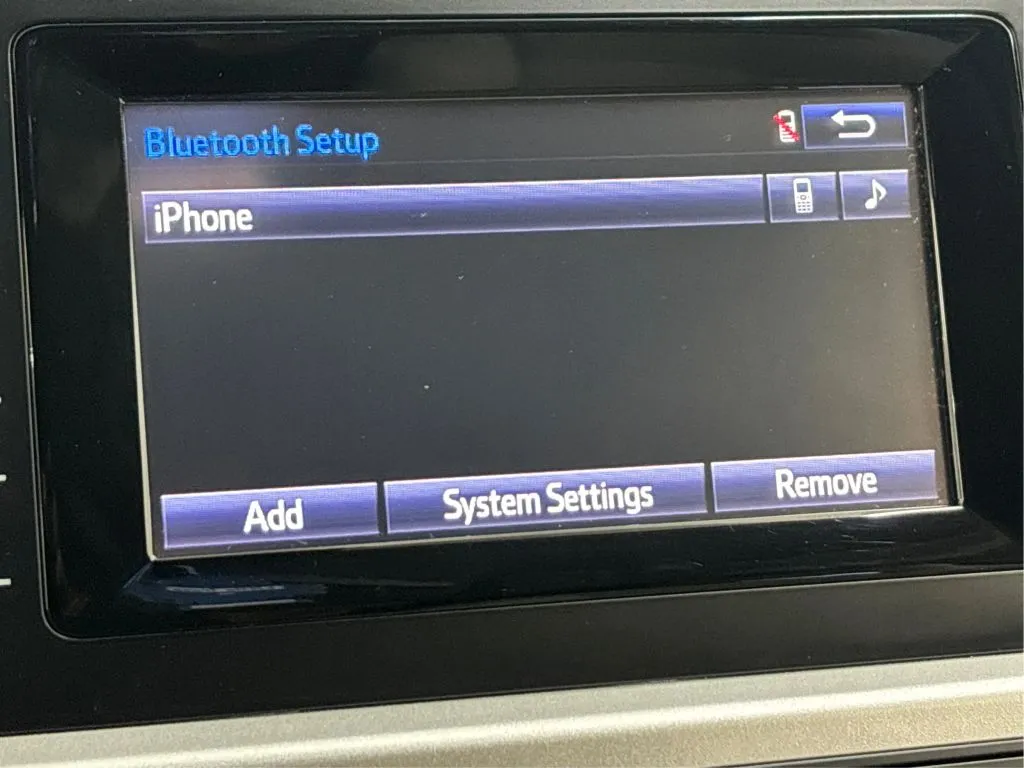 Bluetooth Setup
iPhone
Add
System Settings
Remove